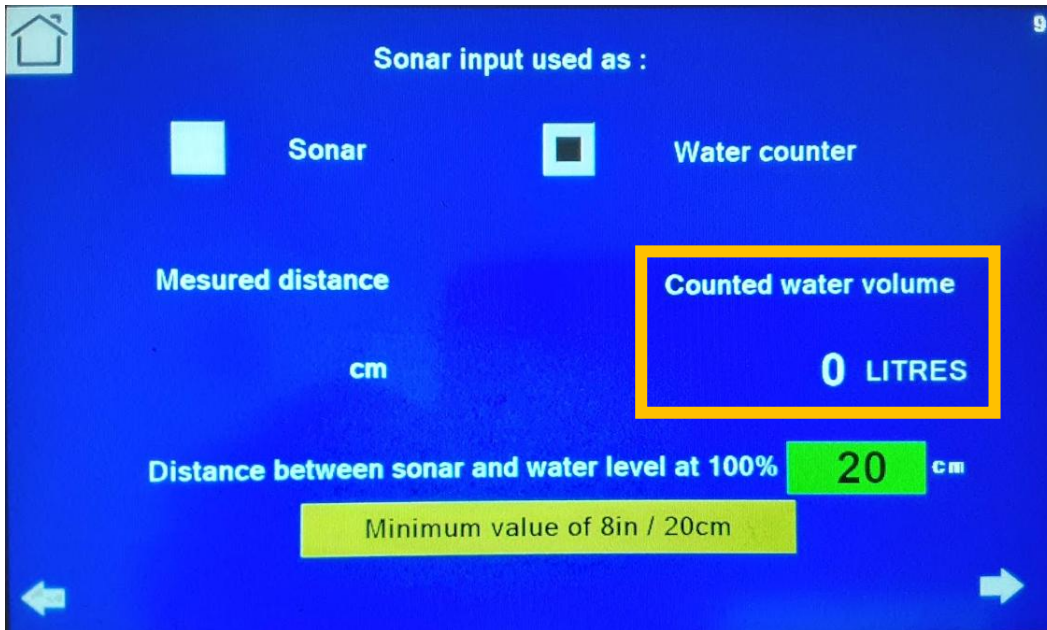 9
Sonar input used as :
Sonar
Water counter
Mesured distance
Counted water volume
cm
0 LITRES
Distance between sonar and water level at 100% 20 cm
Minimum value of 8in / 20cm